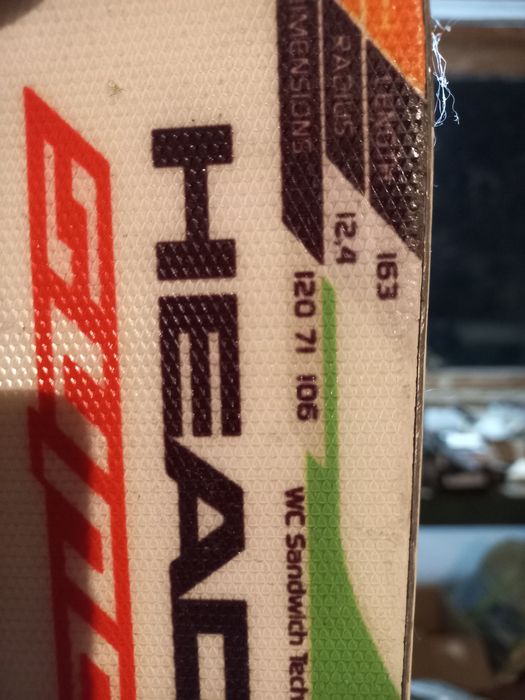 LENGTH 163
RADIUS 12,4
DIMENSIONS 120 71 106
WC Sandwich Tech
HEAD